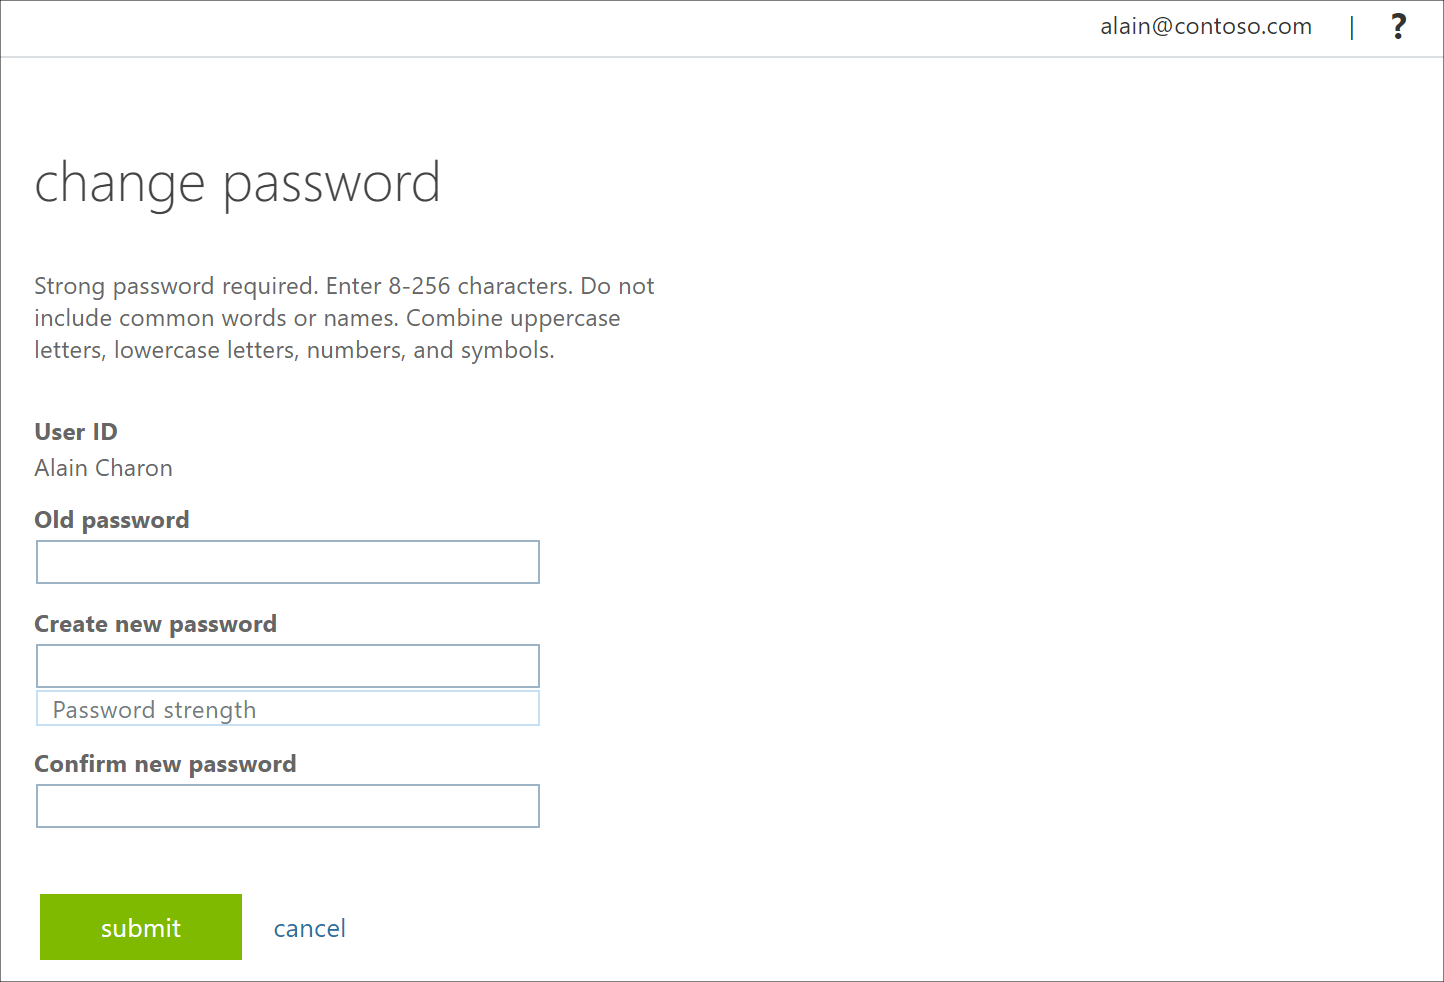 alain@contoso.com | ?
change password
Strong password required. Enter 8-256 characters. Do not
include common words or names. Combine uppercase
letters, lowercase letters, numbers, and symbols.
User ID
Alain Charon
Old password
Create new password
Password strength
Confirm new password
submit cancel